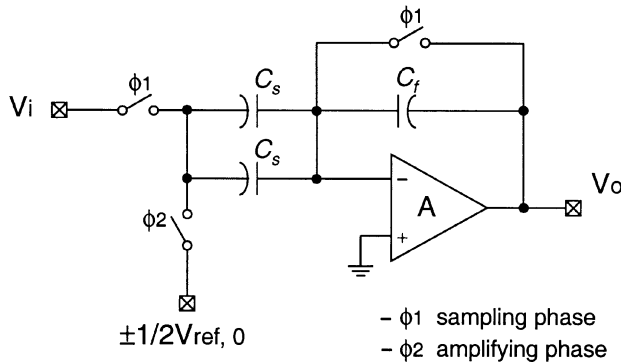 ϕ1
ϕ1
Cs
Cf
Vi
Cs
Vo
ϕ2
A
−
+
±1/2Vref, 0
– ϕ1 sampling phase
– ϕ2 amplifying phase